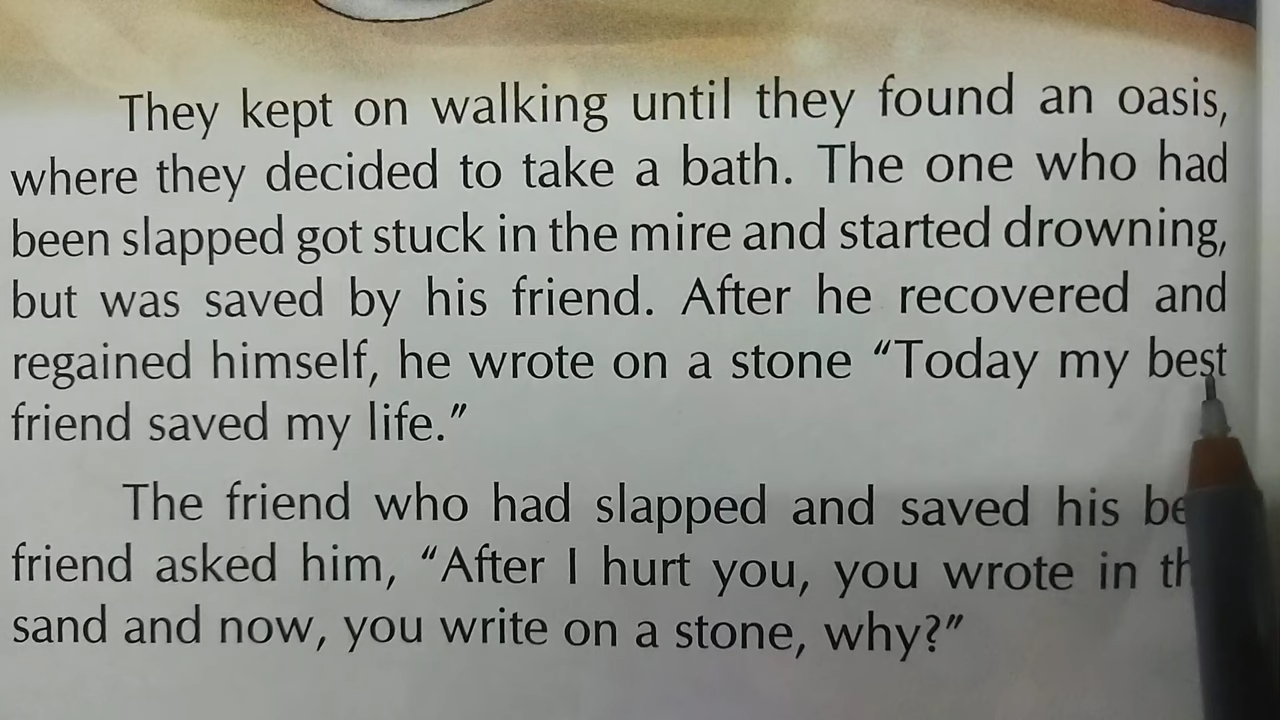 They kept on walking until they found an oasis,
where they decided to take a bath. The one who had
been slapped got stuck in the mire and started drowning,
but was saved by his friend. After he recovered and
regained himself, he wrote on a stone “Today my best
friend saved my life.”
The friend who had slapped and saved his
friend asked him, “After I hurt you, you wrote in
sand and now, you write on a stone, why?”